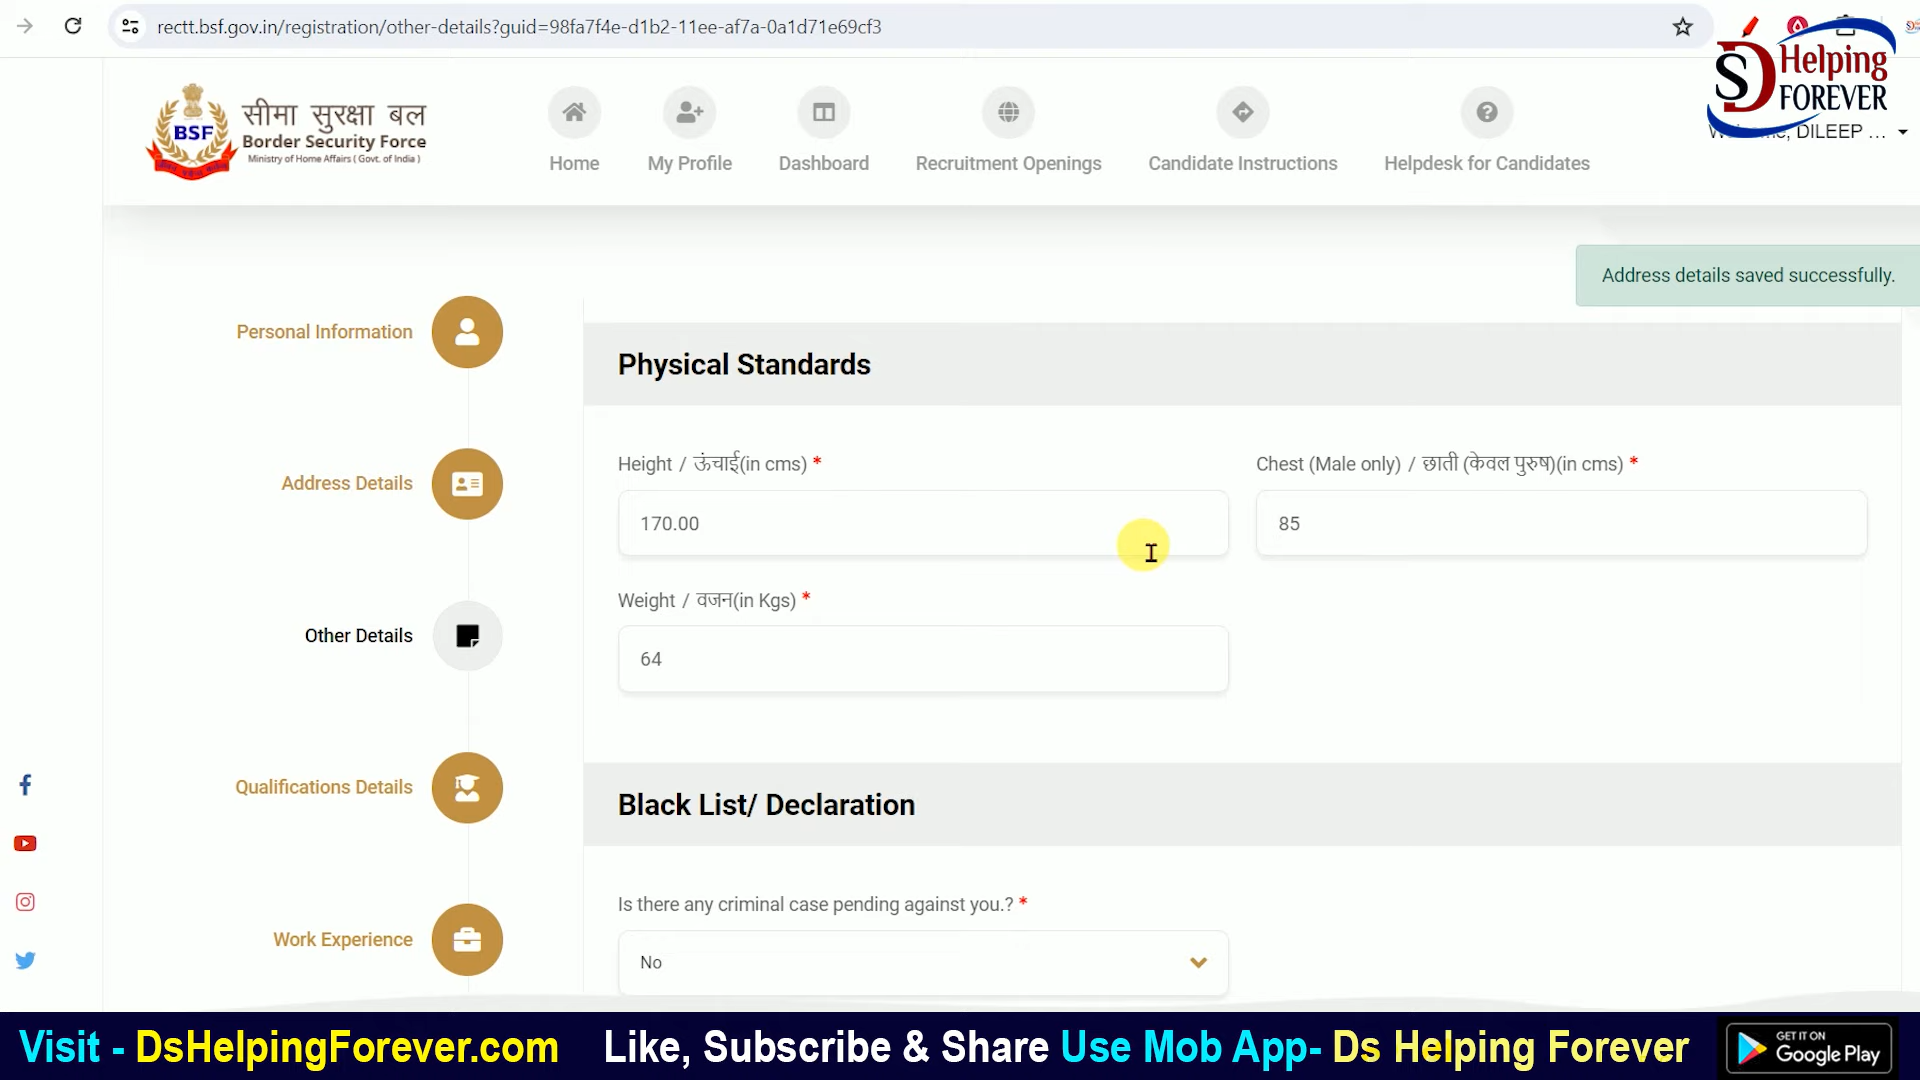 rectt.bsf.gov.in/registration/other-details?guid=98fa7f4e-d1b2-11ee-af7a-0a1d71e69cf3
SD Helping
FOREVER
BSF
सीमा सुरक्षा बल
Border Security Force
Ministry of Home Affairs ( Govt. of India )
Home
My Profile
Dashboard
Recruitment Openings
Candidate Instructions
Helpdesk for Candidates
DILEEP ...
Address details saved successfully.
Personal Information
Address Details
Other Details
Qualifications Details
Work Experience
Physical Standards
Height / ऊंचाई(in cms) *
Chest (Male only) / छाती (केवल पुरुष)(in cms) *
170.00
85
Weight / वजन(in Kgs) *
64
Black List/ Declaration
Is there any criminal case pending against you.? *
No
Visit - DsHelpingForever.com Like, Subscribe & Share Use Mob App- Ds Helping Forever
GET IT ON
Google Play